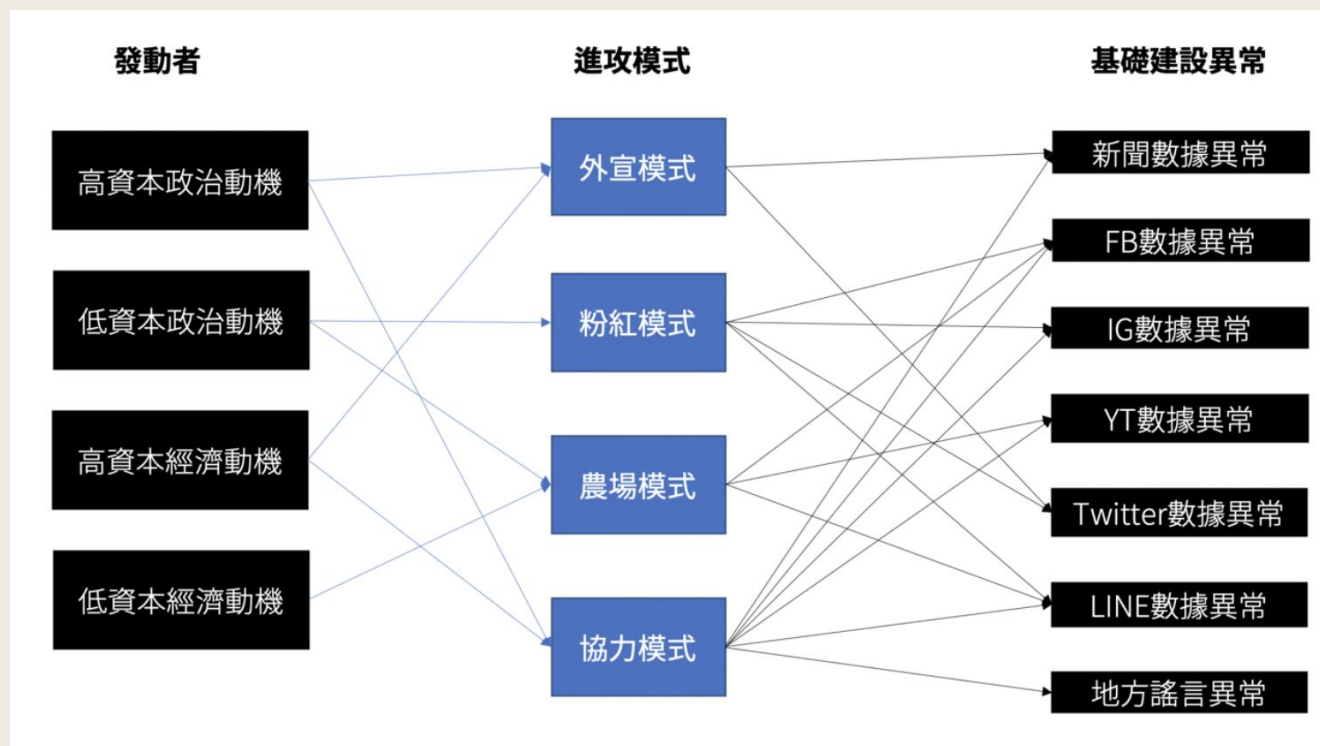 發動者
進攻模式
基礎建設異常
高資本政治動機
低資本政治動機
高資本經濟動機
低資本經濟動機
外宣模式
粉紅模式
農場模式
協力模式
新聞數據異常
FB數據異常
IG數據異常
YT數據異常
Twitter數據異常
LINE數據異常
地方謠言異常